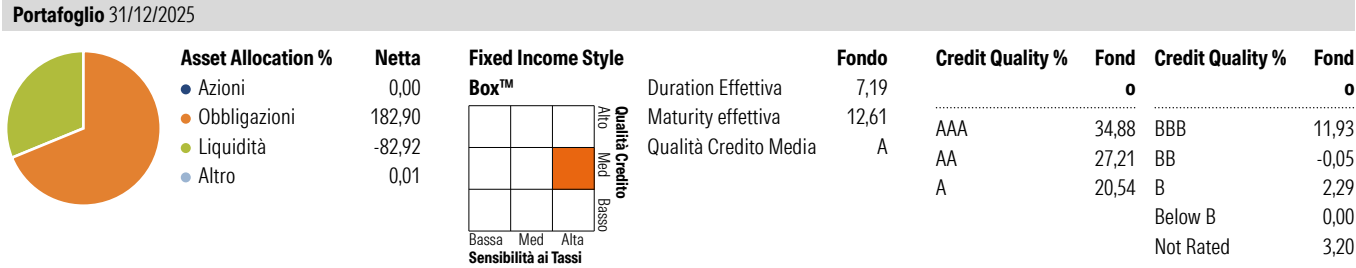 Portafoglio 31/12/2025
Asset Allocation % Netta
Azioni 0,00
Obbligazioni 182,90
Liquidità -82,92
Altro 0,01
Fixed Income Style
Box™
Alto
Med
Basso
Qualità Credito
Bassa Med Alta
Sensibilità ai Tassi
Fondo
Duration Effettiva 7,19
Maturity effettiva 12,61
Qualità Credito Media A
Credit Quality % Fond
o
AAA 34,88
AA 27,21
A 20,54
Credit Quality % Fond
o
BBB 11,93
BB -0,05
B 2,29
Below B 0,00
Not Rated 3,20